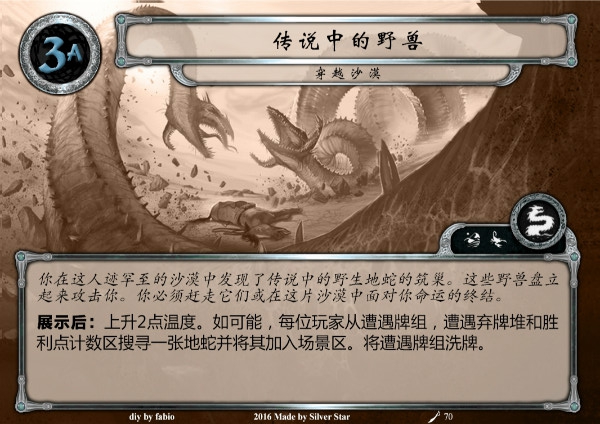 3A
传说中的野兽
穿越沙漠
你在这人迹罕至的沙漠中发现了传说中的野生地蛇的筑巢。这些野兽盘立
起来攻击你。你必须赶走它们或在这片沙漠中面对你命运的终结。
展示后：上升2点温度。如可能，每位玩家从遭遇牌组，遭遇弃牌堆和胜
利点计数区搜寻一张地蛇并将其加入场景区。将遭遇牌组洗牌。
diy by fabio 2016 Made by Silver Star 70